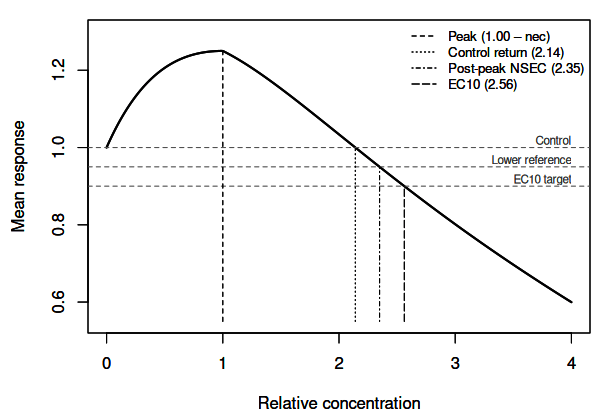 Peak (1.00 – nec)
Control return (2.14)
Post-peak NSEC (2.35)
EC10 (2.56)
Control
Lower reference
EC10 target
Mean response
1.2
1.0
0.8
0.6
0 1 2 3 4
Relative concentration